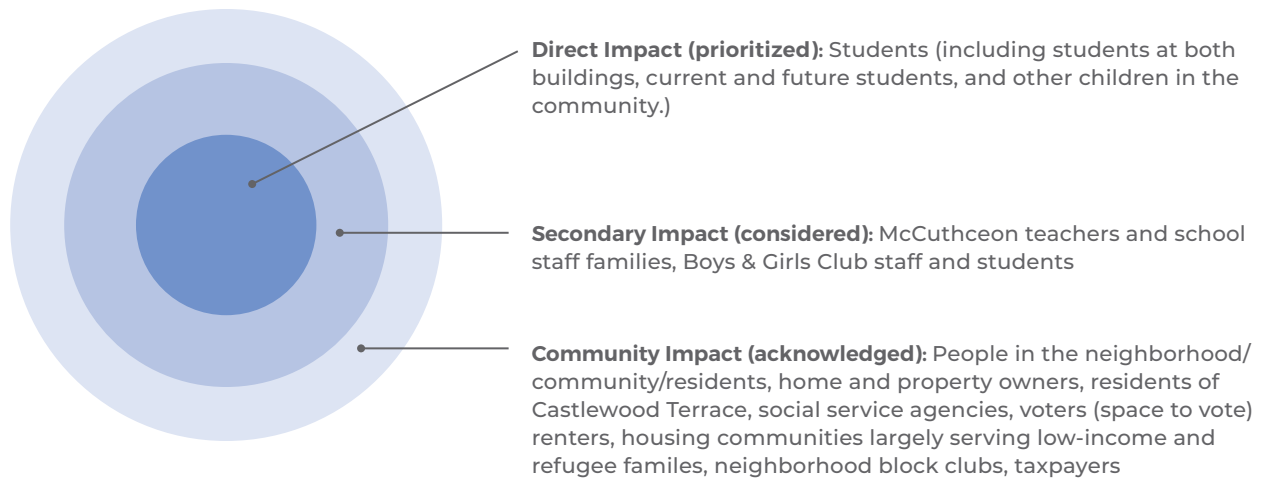 Direct Impact (prioritized): Students (including students at both
buildings, current and future students, and other children in the
community.)
Secondary Impact (considered): McCuthceon teachers and school
staff families, Boys & Girls Club staff and students
Community Impact (acknowledged): People in the neighborhood/
community/residents, home and property owners, residents of
Castlewood Terrace, social service agencies, voters (space to vote)
renters, housing communities largely serving low-income and
refugee familes, neighborhood block clubs, taxpayers